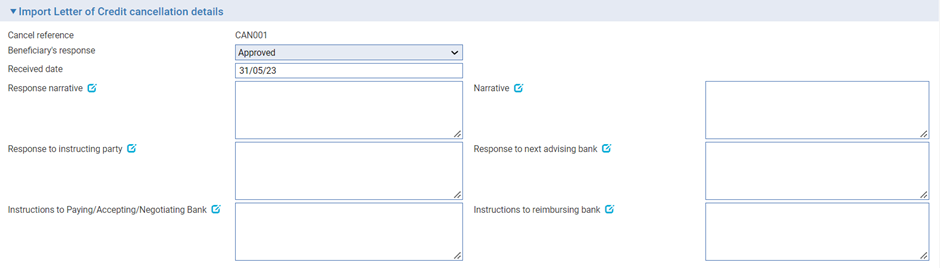 Import Letter of Credit cancellation details
Cancel reference CAN001
Beneficiary's response Approved
Received date 31/05/23
Response narrative Narrative
Response to instructing party Response to next advising bank
Instructions to Paying/Accepting/Negotiating Bank Instructions to reimbursing bank